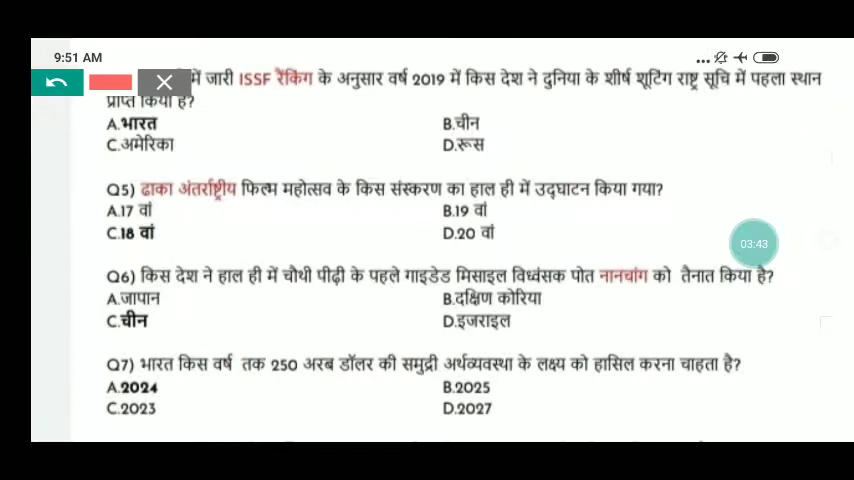 9:51 AM
में जारी ISSF रैंकिंग के अनुसार वर्ष 2019 में किस देश ने दुनिया के शीर्ष शूटिंग राष्ट्र सूचि में पहला स्थान
प्राप्त किया है?
A.भारत B.चीन
C.अमेरिका D.रूस
Q5) ढाका अंतर्राष्ट्रीय फिल्म महोत्सव के किस संस्करण का हाल ही में उद्घाटन किया गया?
A.17 वां B.19 वां
C.18 वां D.20 वां
03:43
Q6) किस देश ने हाल ही में चौथी पीढ़ी के पहले गाइडेड मिसाइल विध्वंसक पोत नानचांग को तैनात किया है?
A.जापान B.दक्षिण कोरिया
C.चीन D.इजराइल
Q7) भारत किस वर्ष तक 250 अरब डॉलर की समुद्री अर्थव्यवस्था के लक्ष्य को हासिल करना चाहता है?
A.2024 B.2025
C.2023 D.2027